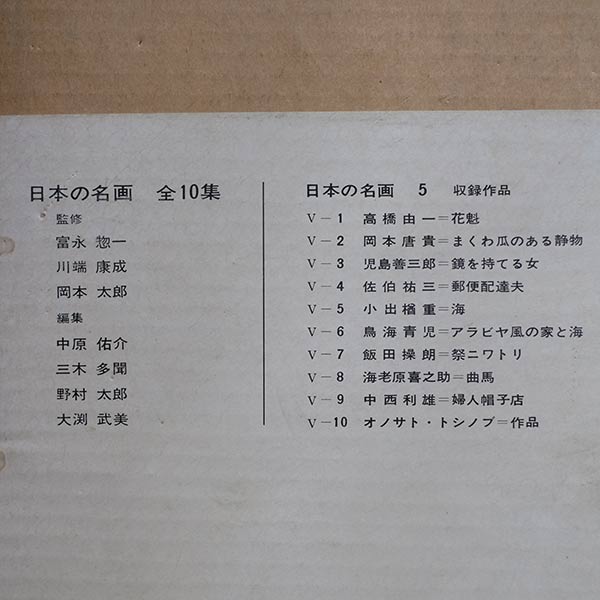 日本の名画 全10集
監修
富永 惣一
川端 康成
岡本 太郎
編集
中原 佑介
三木 多聞
野村 太郎
大渕 武美
日本の名画 5 収録作品
V－1 高橋由一＝花魁
V－2 岡本唐貴＝まくわ瓜のある静物
V－3 児島善三郎＝鏡を持てる女
V－4 佐伯祐三＝郵便配達夫
V－5 小出楢重＝海
V－6 鳥海青児＝アラビヤ風の家と海
V－7 飯田操朗＝祭ニワトリ
V－8 海老原喜之助＝曲馬
V－9 中西利雄＝婦人帽子店
V－10 オノサト・トシノブ＝作品